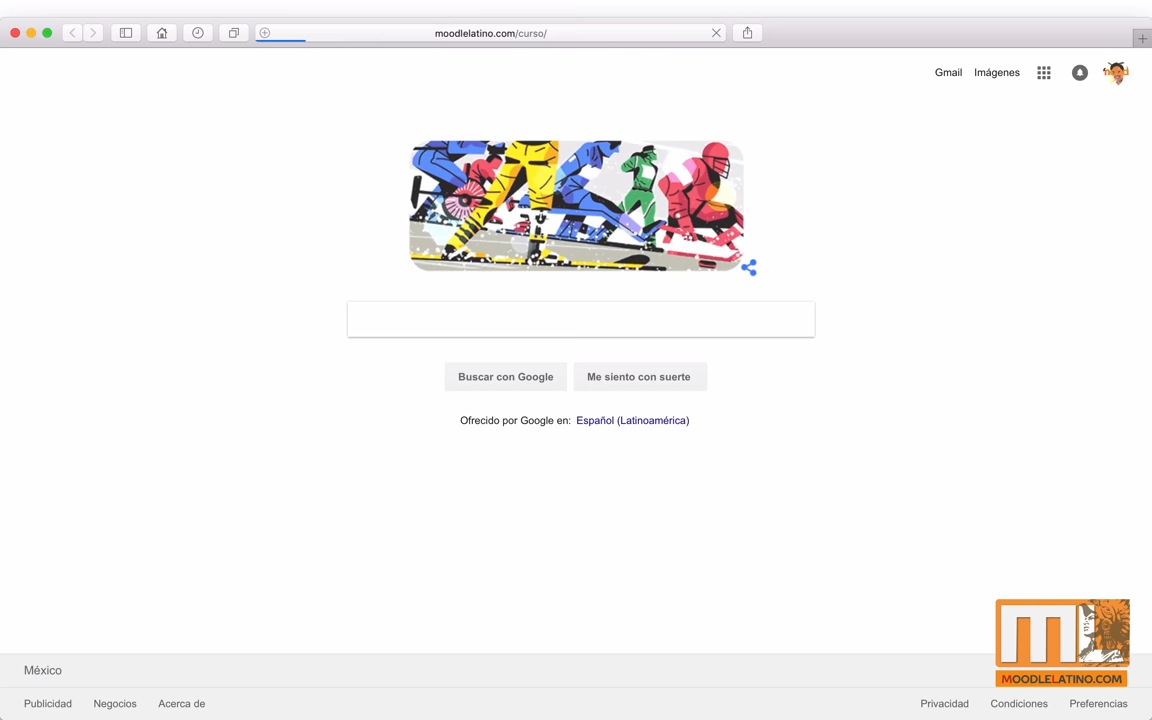 moodlelatino.com/curso/
Gmail Imágenes
Buscar con Google Me siento con suerte
Ofrecido por Google en: Español (Latinoamérica)
ML
MOODLELATINO.COM
México
Publicidad Negocios Acerca de Privacidad Condiciones Preferencias